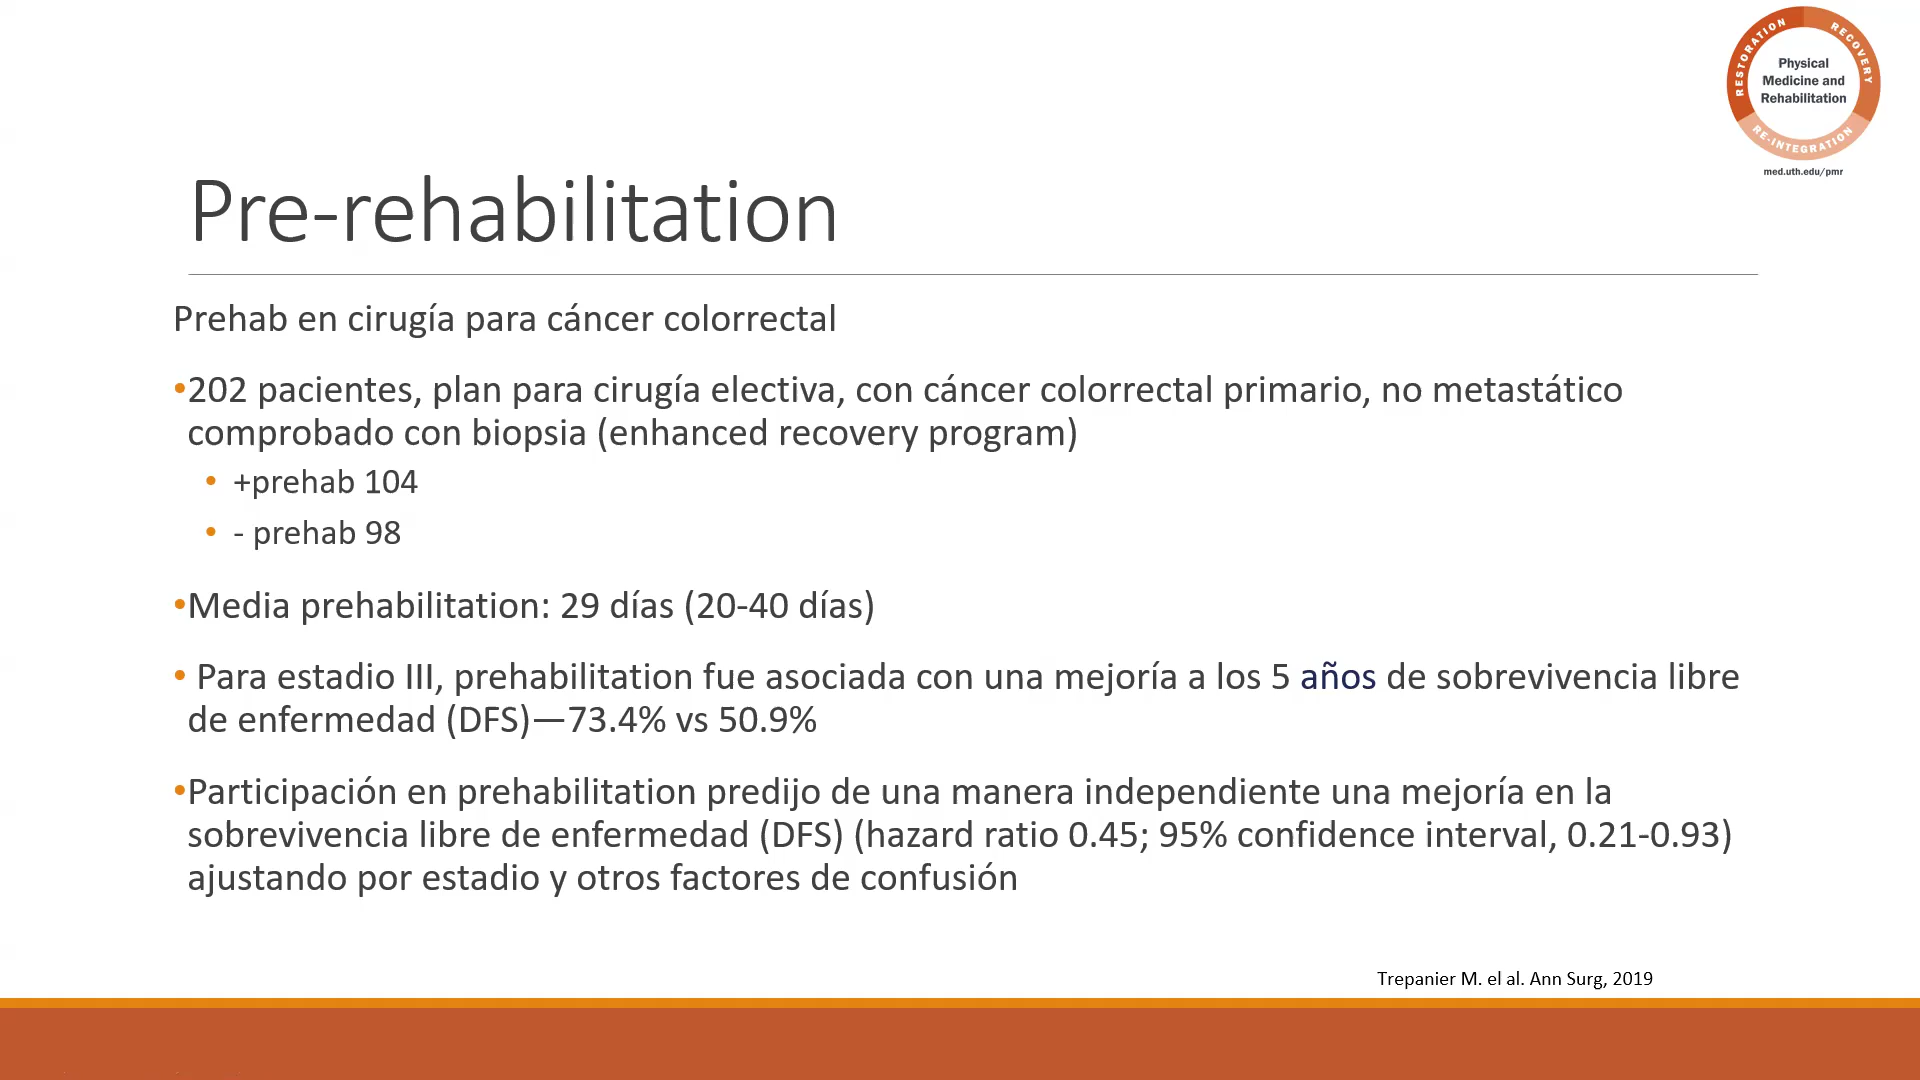 RESTORATION
RECOVERY
Physical
Medicine and
Rehabilitation
RE-INTEGRATION
med.uth.edu/pmr
Pre-rehabilitation
Prehab en cirugía para cáncer colorrectal
•202 pacientes, plan para cirugía electiva, con cáncer colorrectal primario, no metastático
comprobado con biopsia (enhanced recovery program)
• +prehab 104
• - prehab 98
•Media prehabilitation: 29 días (20-40 días)
• Para estadio III, prehabilitation fue asociada con una mejoría a los 5 años de sobrevivencia libre
de enfermedad (DFS)—73.4% vs 50.9%
•Participación en prehabilitation predijo de una manera independiente una mejoría en la
sobrevivencia libre de enfermedad (DFS) (hazard ratio 0.45; 95% confidence interval, 0.21-0.93)
ajustando por estadio y otros factores de confusión
Trepanier M. el al. Ann Surg, 2019